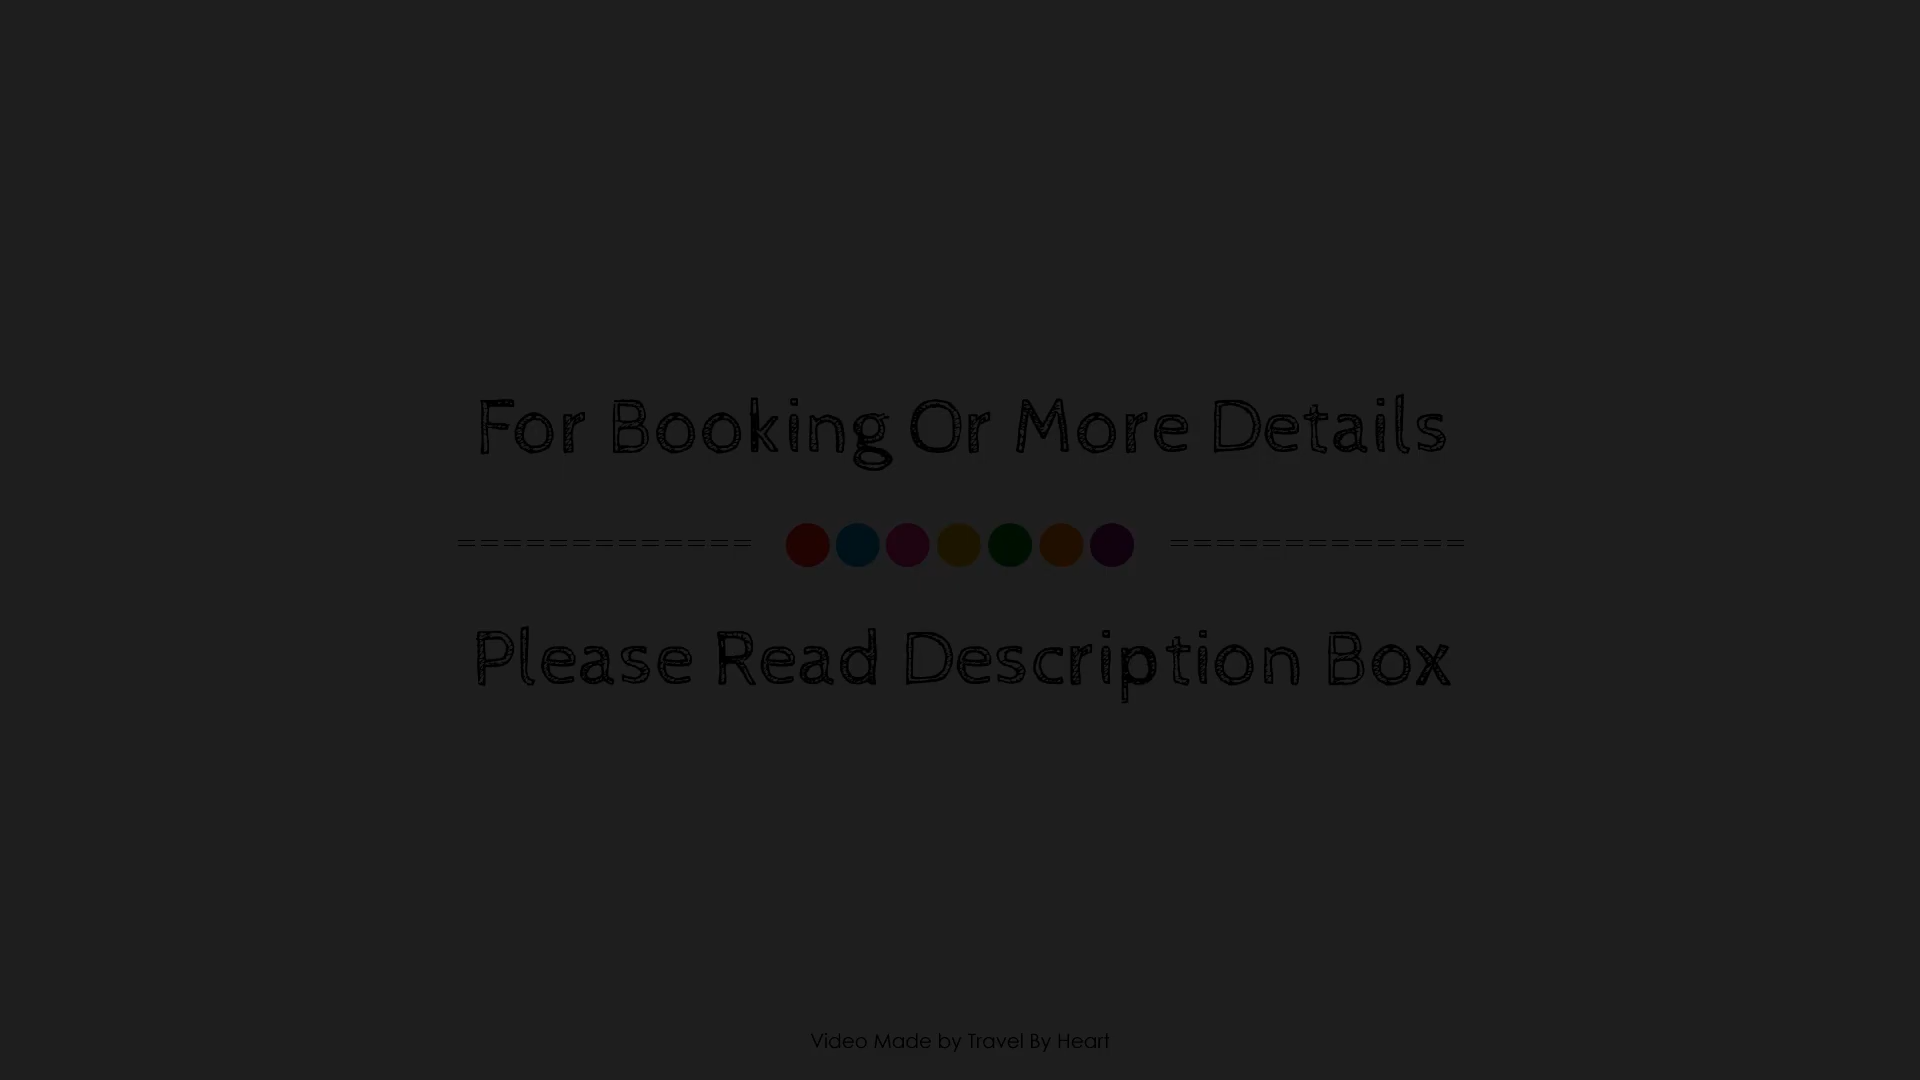 For Booking Or More Details
============= =============
Please Read Description Box
Video Made by Travel By Heart